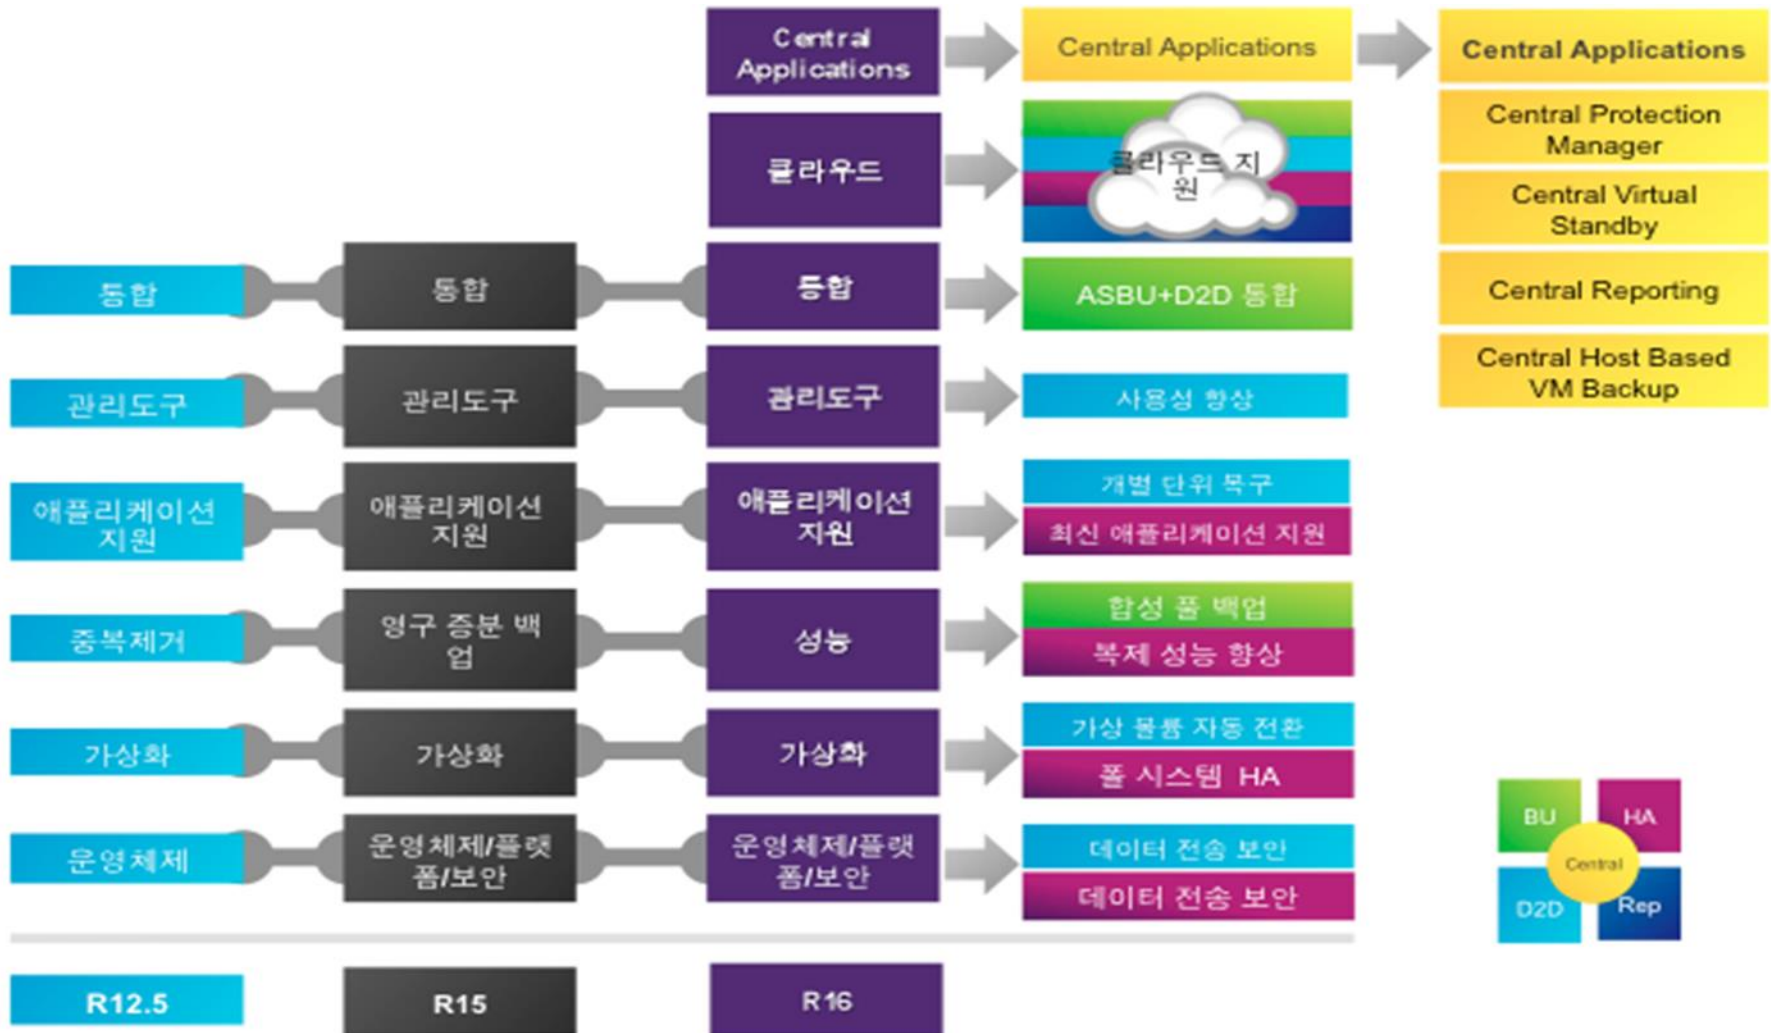 Central
Applications
Central Applications
Central Applications
클라우드
클라우드 지
원
Central Protection
Manager
Central Virtual
Standby
통합
통합
통합
ASBU+D2D 통합
Central Reporting
관리도구
관리도구
관리도구
사용성 향상
Central Host Based
VM Backup
애플리케이션
지원
애플리케이션
지원
애플리케이션
지원
개별 단위 복구
최신 애플리케이션 지원
중복제거
영구 증분 백
업
성능
합성 풀 백업
복제 성능 향상
가상화
가상화
가상화
가상 볼륨 자동 전환
풀 시스템 HA
운영체제
운영체제/플랫
폼/보안
운영체제/플랫
폼/보안
데이터 전송 보안
데이터 전송 보안
BU
HA
Central
D2D
Rep
R12.5
R15
R16